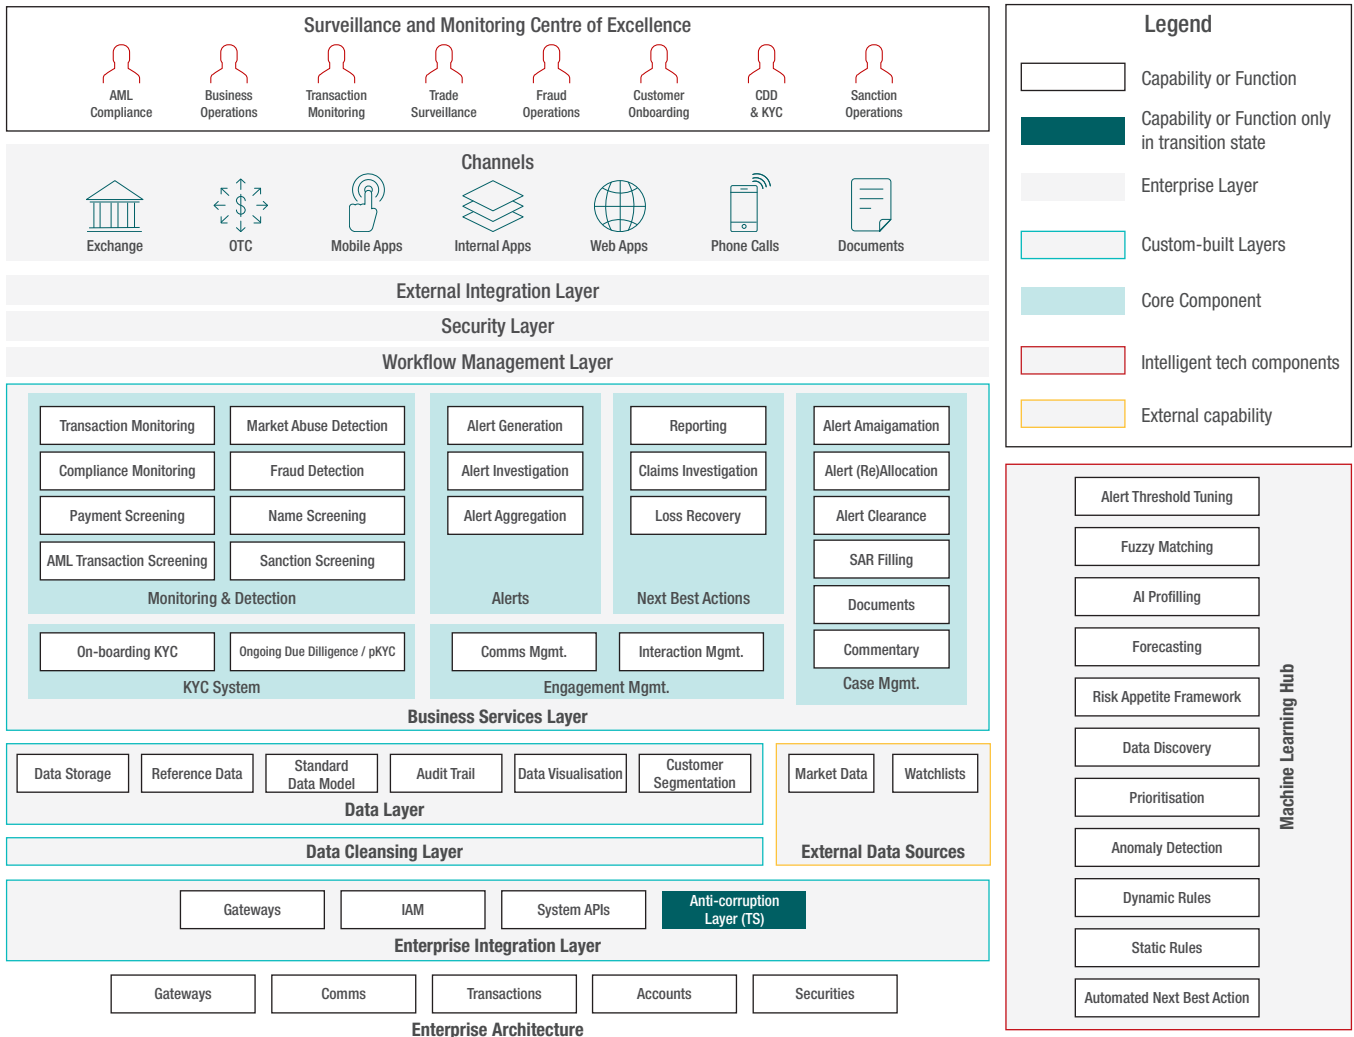 Surveillance and Monitoring Centre of Excellence
AML
Compliance
Business
Operations
Transaction
Monitoring
Trade
Surveillance
Fraud
Operations
Customer
Onboarding
CDD
& KYC
Sanction
Operations
Channels
$
Exchange
OTC
Mobile Apps
Internal Apps
Web Apps
Phone Calls
Documents
External Integration Layer
Security Layer
Workflow Management Layer
Transaction Monitoring
Market Abuse Detection
Compliance Monitoring
Fraud Detection
Payment Screening
Name Screening
AML Transaction Screening
Sanction Screening
Monitoring & Detection
Alert Generation
Alert Investigation
Alert Aggregation
Alerts
Reporting
Claims Investigation
Loss Recovery
Next Best Actions
Alert Amaigamation
Alert (Re)Allocation
Alert Clearance
SAR Filling
Documents
Commentary
Case Mgmt.
On-boarding KYC
Ongoing Due Dilligence / pKYC
KYC System
Comms Mgmt.
Interaction Mgmt.
Engagement Mgmt.
Business Services Layer
Data Storage
Reference Data
Standard
Data Model
Audit Trail
Data Visualisation
Customer
Segmentation
Data Layer
Data Cleansing Layer
Market Data
Watchlists
External Data Sources
Gateways
IAM
System APIs
Anti-corruption
Layer (TS)
Enterprise Integration Layer
Gateways
Comms
Transactions
Accounts
Securities
Enterprise Architecture
Legend
Capability or Function
Capability or Function only
in transition state
Enterprise Layer
Custom-built Layers
Core Component
Intelligent tech components
External capability
Alert Threshold Tuning
Fuzzy Matching
AI Profilling
Forecasting
Risk Appetite Framework
Data Discovery
Prioritisation
Anomaly Detection
Dynamic Rules
Static Rules
Automated Next Best Action
Machine Learning Hub